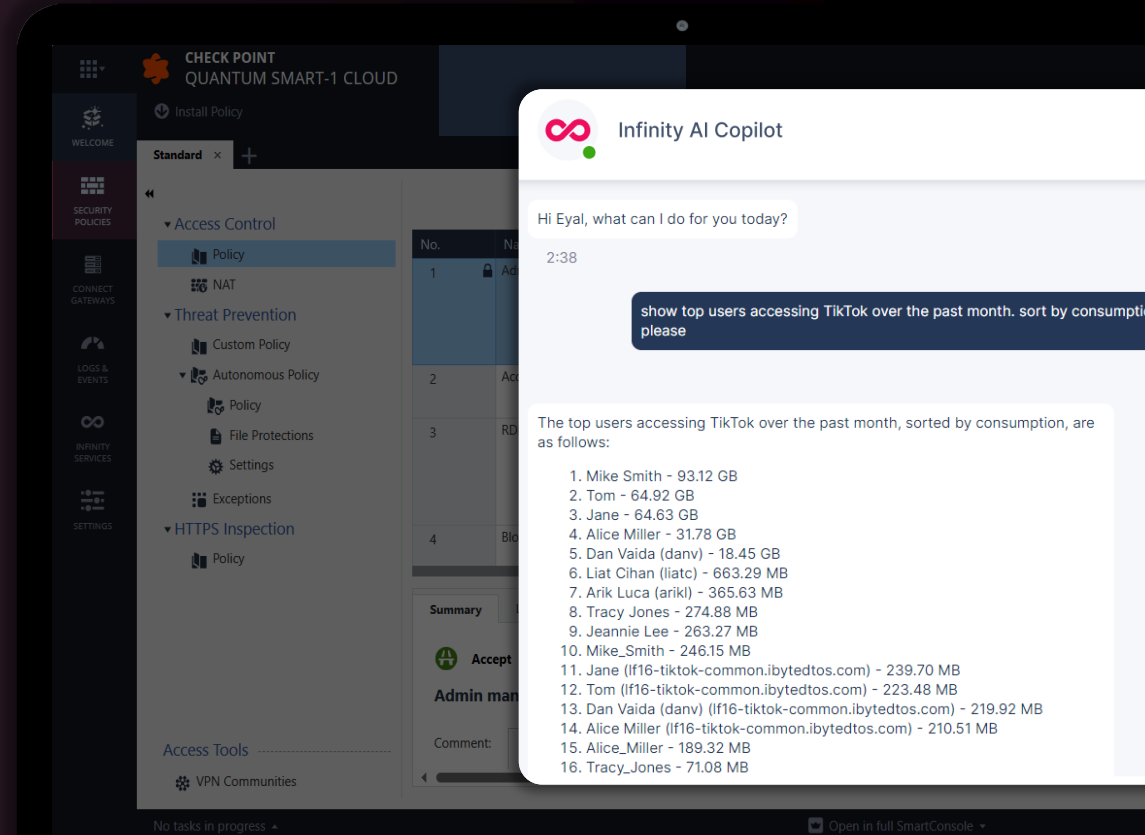 CHECK POINT
QUANTUM SMART-1 CLOUD
Install Policy
WELCOME
Standard ×
SECURITY
POLICIES
Access Control
Policy
NAT
Threat Prevention
Custom Policy
Autonomous Policy
Policy
File Protections
Settings
Exceptions
HTTPS Inspection
Policy
CONNECT
GATEWAYS
LOGS &
EVENTS
INFINITY
SERVICES
SETTINGS
Access Tools
VPN Communities
No.
1
2
3
RD
4
Summary
Accept
Admin man
Comment:
Infinity AI Copilot
Hi Eyal, what can I do for you today?
2:38
show top users accessing TikTok over the past month. sort by
please
The top users accessing TikTok over the past month, sorted by consumption, are
as follows:
1. Mike Smith - 93.12 GB
2. Tom - 64.92 GB
3. Jane - 64.63 GB
4. Alice Miller - 31.78 GB
5. Dan Vaida (danv) - 18.45 GB
6. Liat Cihan (liatc) - 663.29 MB
7. Arik Luca (arikl) - 365.63 MB
8. Tracy Jones - 274.88 MB
9. Jeannie Lee - 263.27 MB
10. Mike_Smith - 246.15 MB
11. Jane (lf16-tiktok-common.ibytedtos.com) - 239.70 MB
12. Tom (lf16-tiktok-common.ibytedtos.com) - 223.48 MB
13. Dan Vaida (danv) (lf16-tiktok-common.ibytedtos.com) - 219.92 MB
14. Alice Miller (lf16-tiktok-common.ibytedtos.com) - 210.51 MB
15. Alice_Miller - 189.32 MB
16. Tracy_Jones - 71.08 MB
No tasks in progress
Open in full SmartConsole